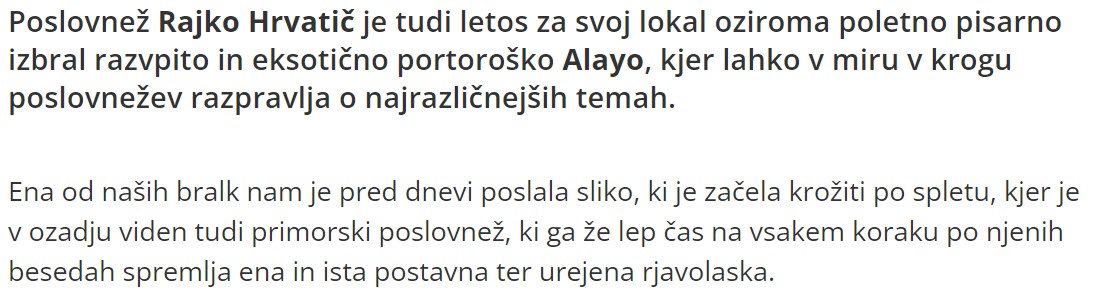 Poslovnež Rajko Hrvatič je tudi letos za svoj lokal oziroma poletno pisarno
izbral razvpito in eksotično portoroško Alayo, kjer lahko v miru v krogu
poslovnežev razpravlja o najrazličnejših temah.
Ena od naših bralk nam je pred dnevi poslala sliko, ki je začela krožiti po spletu, kjer je
v ozadju viden tudi primorski poslovnež, ki ga že lep čas na vsakem koraku po njenih
besedah spremlja ena in ista postavna ter urejena rjavolaska.